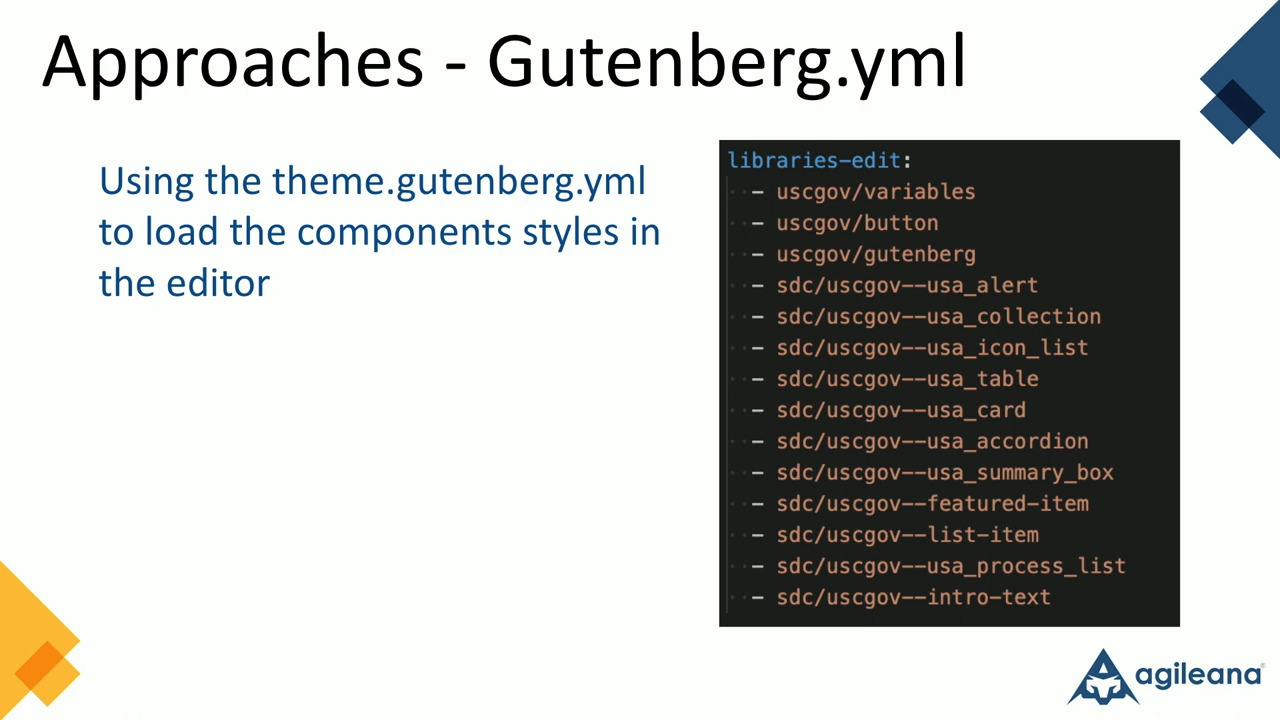 Approaches - Gutenberg.yml
Using the theme.gutenberg.yml
to load the components styles in
the editor
libraries-edit:
- uscgov/variables
- uscgov/button
- uscgov/gutenberg
- sdc/uscgov--usa_alert
- sdc/uscgov--usa_collection
- sdc/uscgov--usa_icon_list
- sdc/uscgov--usa_table
- sdc/uscgov--usa_card
- sdc/uscgov--usa_accordion
- sdc/uscgov--usa_summary_box
- sdc/uscgov--featured-item
- sdc/uscgov--list-item
- sdc/uscgov--usa_process_list
- sdc/uscgov--intro-text
agileana®